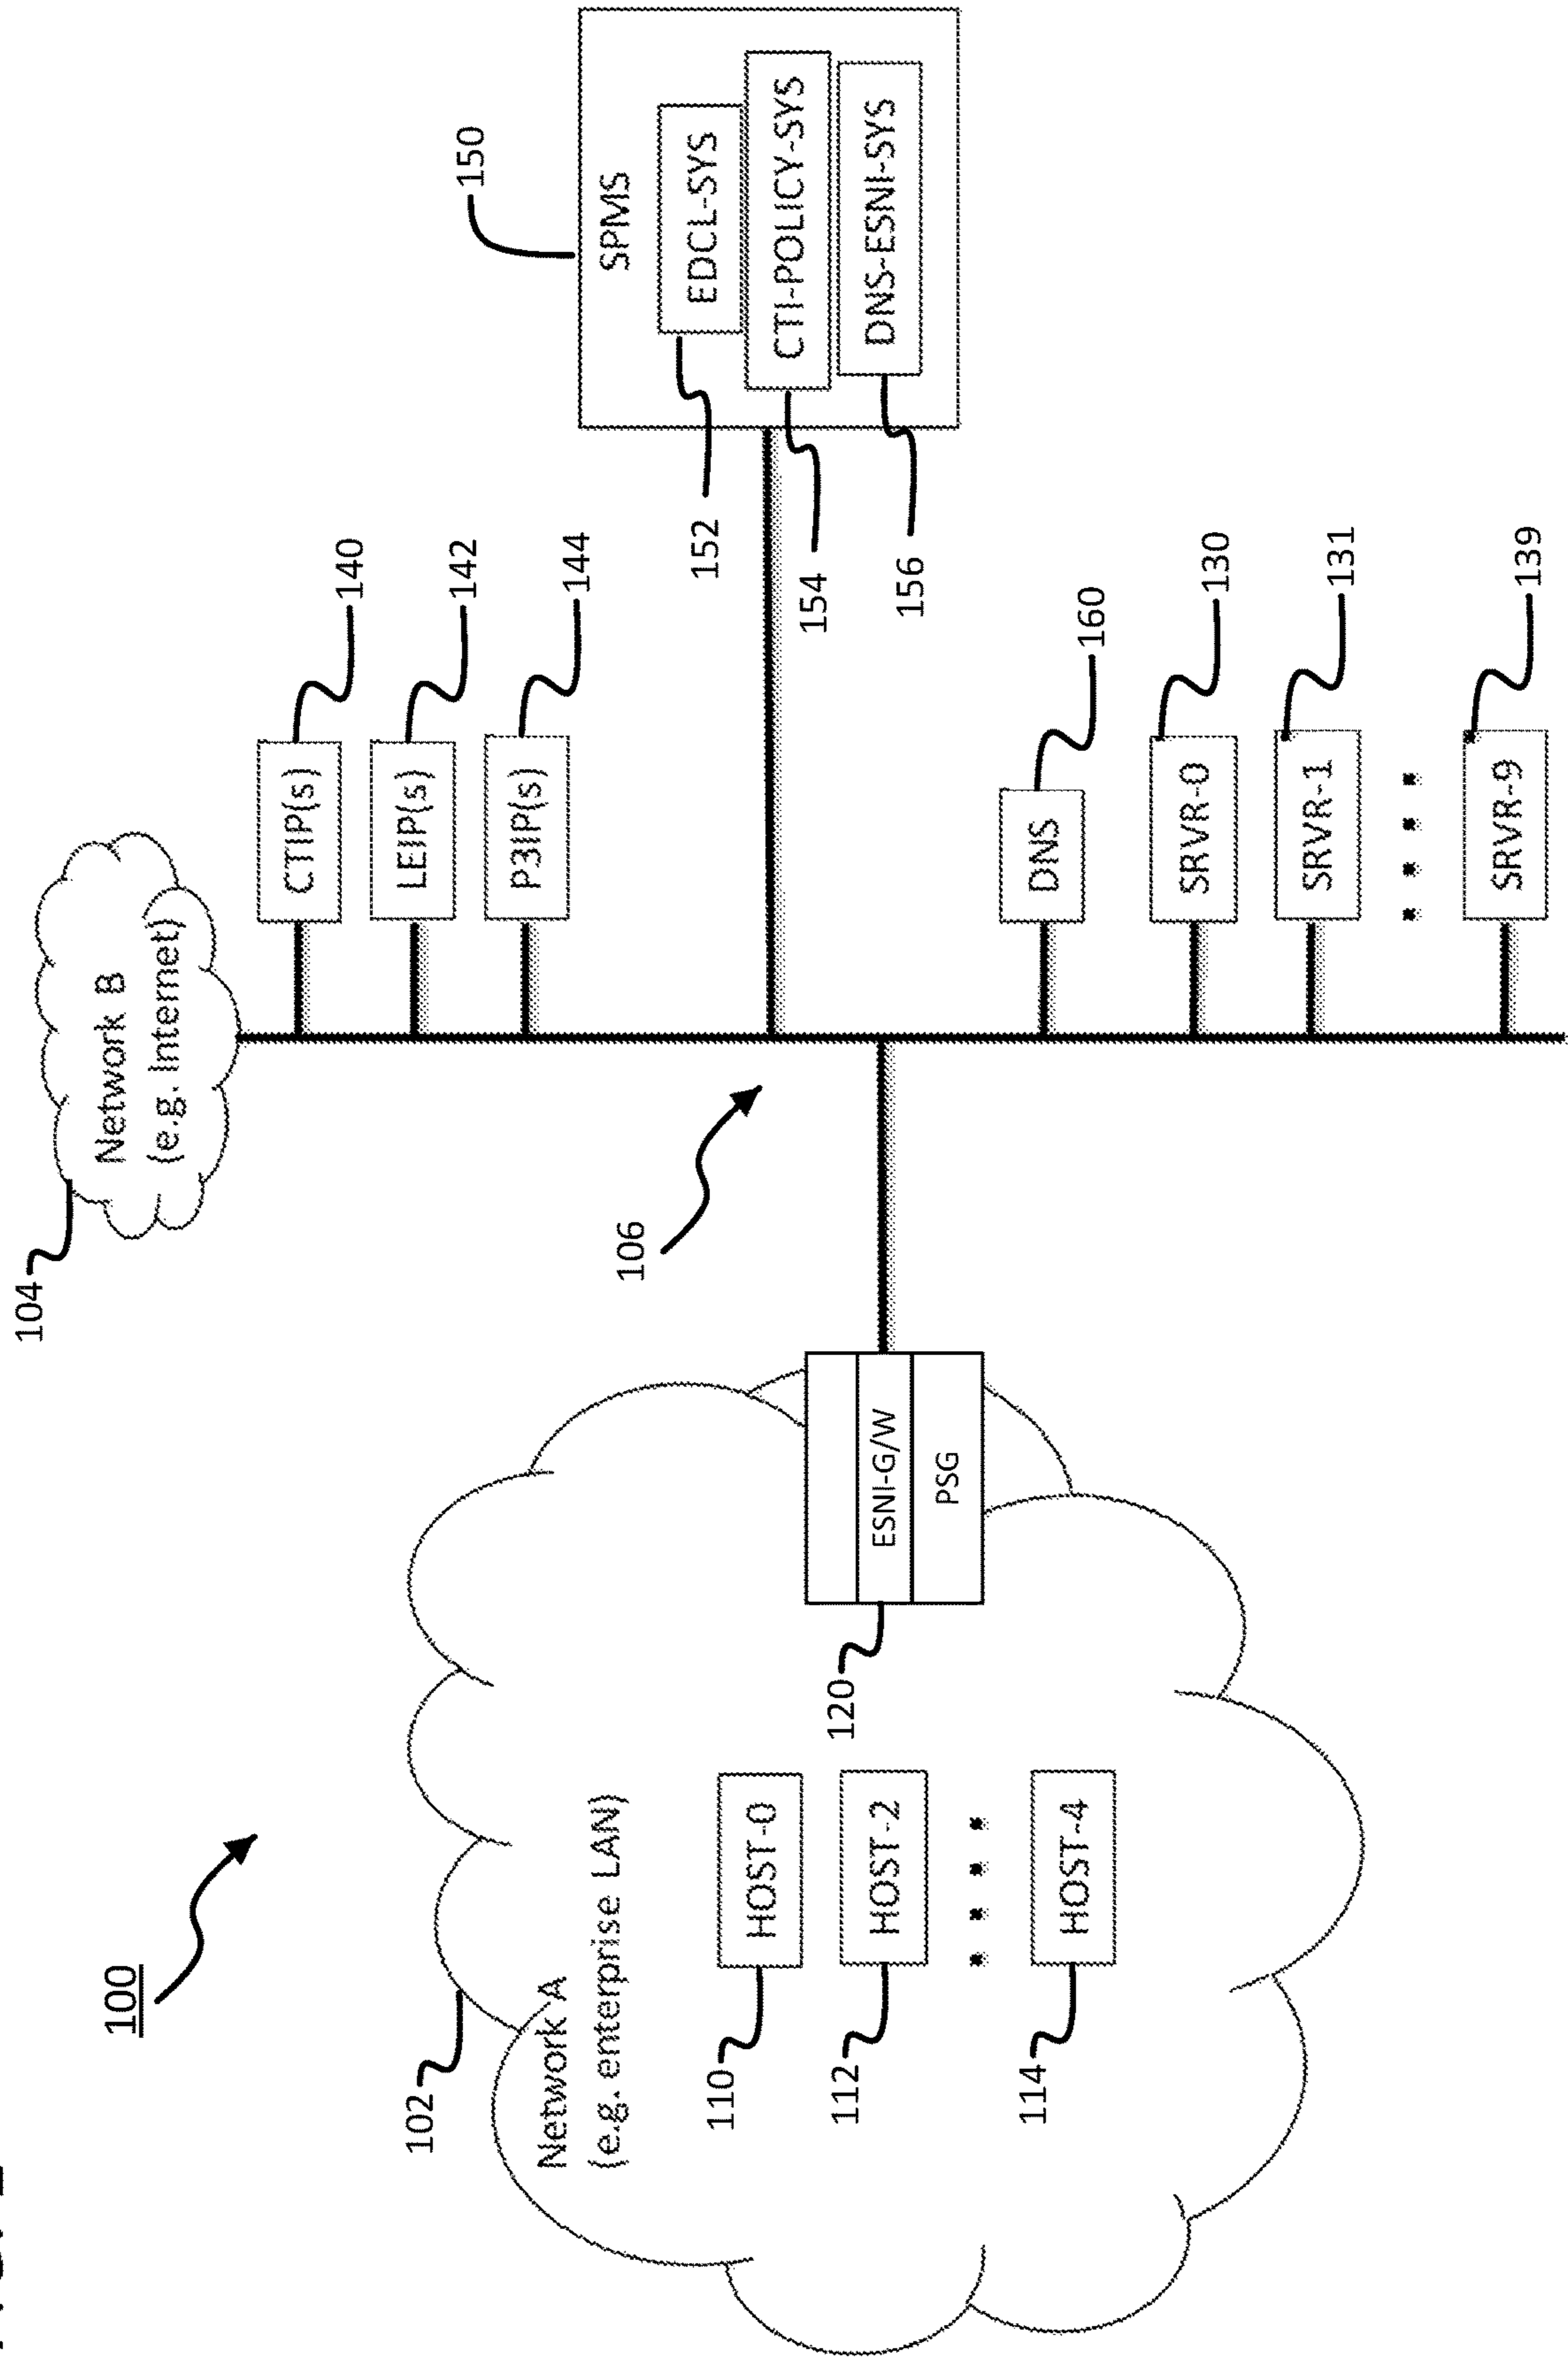 100
104
Network B
(e.g. Internet)
CTIP(s)
140
LEIP(s)
142
P3IP(s)
144
150
SPMS
EDCL-SYS
CTI-POLICY-SYS
DNS-ESNI-SYS
152
154
156
106
102
Network A
(e.g. enterprise LAN)
110
HOST-0
112
HOST-2
114
HOST-4
120
ESNI-G/W
PSG
DNS
160
SRVR-0
130
SRVR-1
131
SRVR-9
139